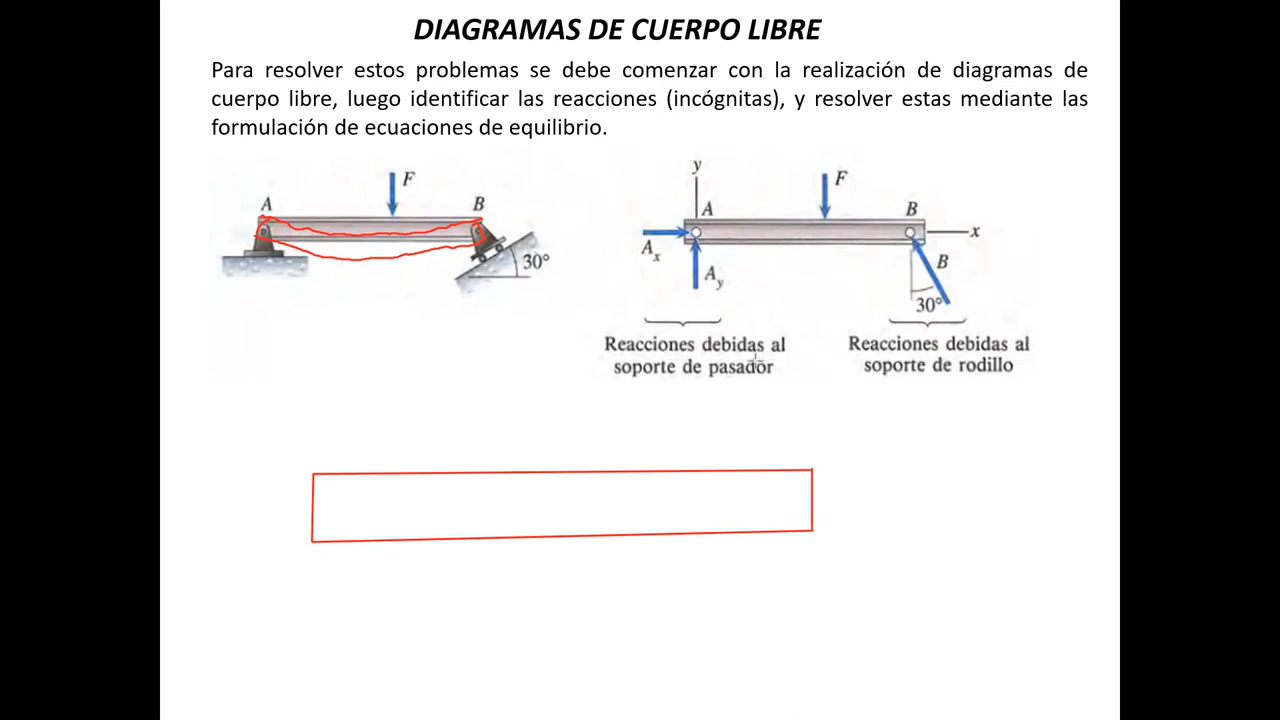 DIAGRAMAS DE CUERPO LIBRE
Para resolver estos problemas se debe comenzar con la realización de diagramas de
cuerpo libre, luego identificar las reacciones (incógnitas), y resolver estas mediante las
formulación de ecuaciones de equilibrio.
F
A
B
30°
y
F
A
B
x
Ax
Ay
B
30°
Reacciones debidas al
soporte de pasador
Reacciones debidas al
soporte de rodillo